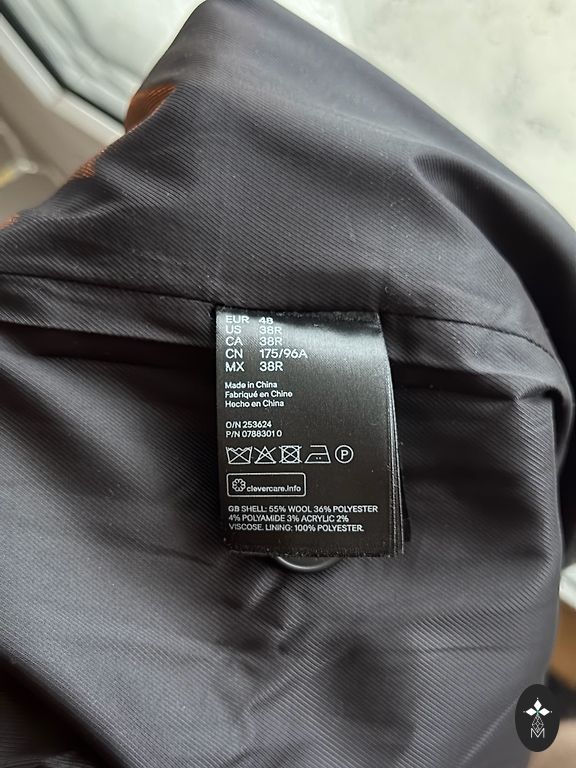 EUR 48
US 38R
CA 38R
CN 175/96A
MX 38R
Made in China
Fabriqué en Chine
Hecho en China
O/N 253624
P/N 0788301 0
P
clevercare.info
GB SHELL: 55% WOOL 36% POLYESTER
4% POLYAMIDE 3% ACRYLIC 2%
VISCOSE. LINING: 100% POLYESTER.
M